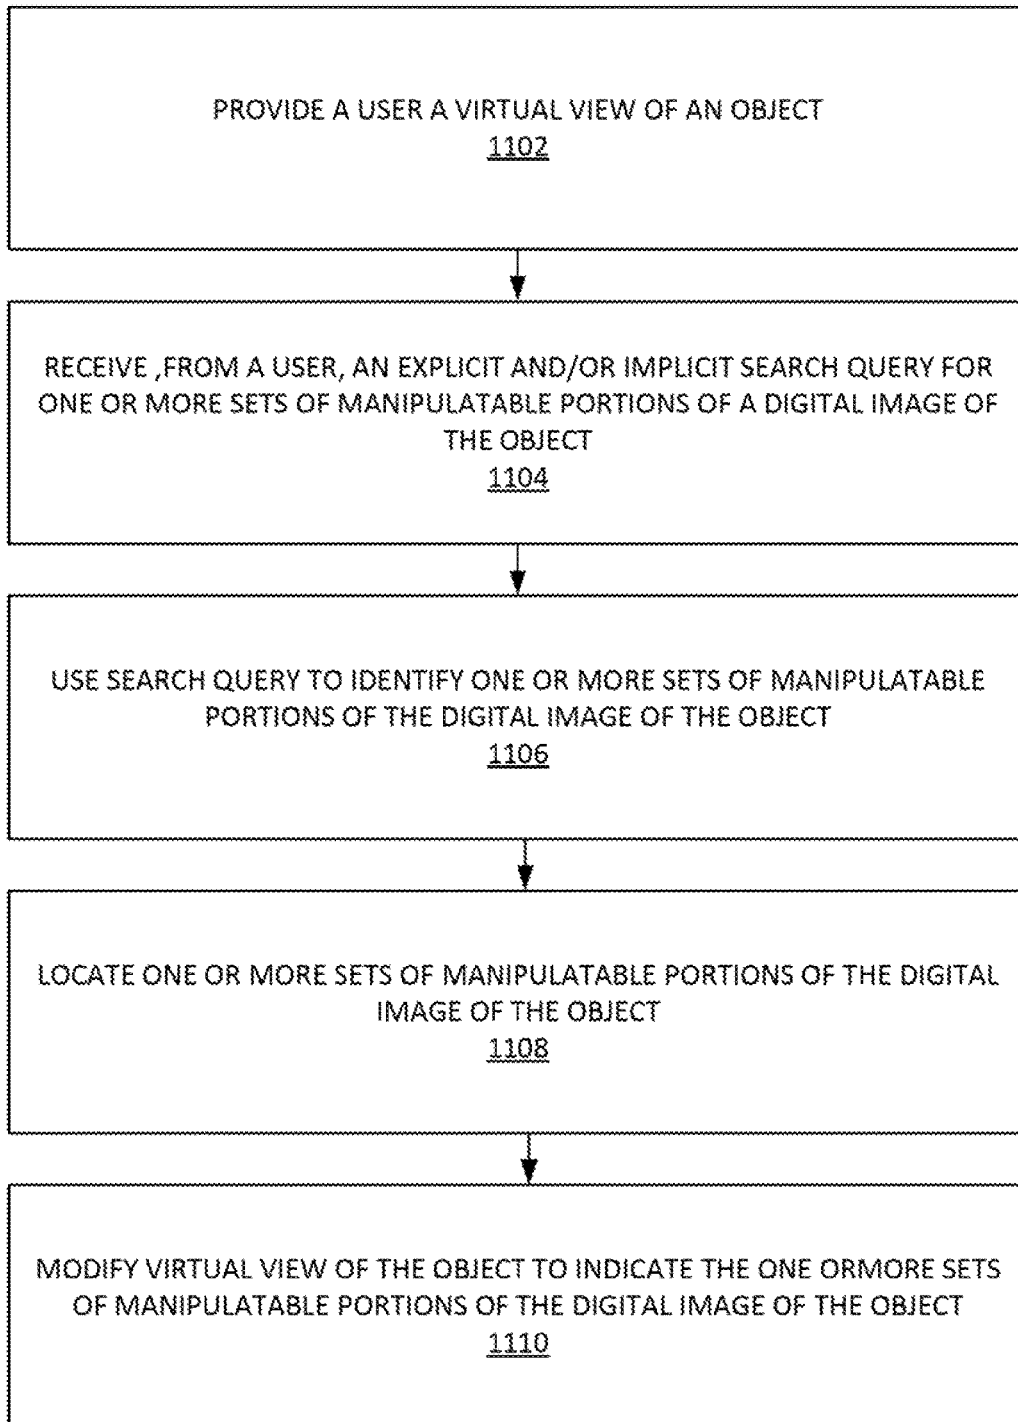 PROVIDE A USER A VIRTUAL VIEW OF AN OBJECT
1102
RECEIVE ,FROM A USER, AN EXPLICIT AND/OR IMPLICIT SEARCH QUERY FOR
ONE OR MORE SETS OF MANIPULATABLE PORTIONS OF A DIGITAL IMAGE OF
THE OBJECT
1104
USE SEARCH QUERY TO IDENTIFY ONE OR MORE SETS OF MANIPULATABLE
PORTIONS OF THE DIGITAL IMAGE OF THE OBJECT
1106
LOCATE ONE OR MORE SETS OF MANIPULATABLE PORTIONS OF THE DIGITAL
IMAGE OF THE OBJECT
1108
MODIFY VIRTUAL VIEW OF THE OBJECT TO INDICATE THE ONE ORMORE SETS
OF MANIPULATABLE PORTIONS OF THE DIGITAL IMAGE OF THE OBJECT
1110